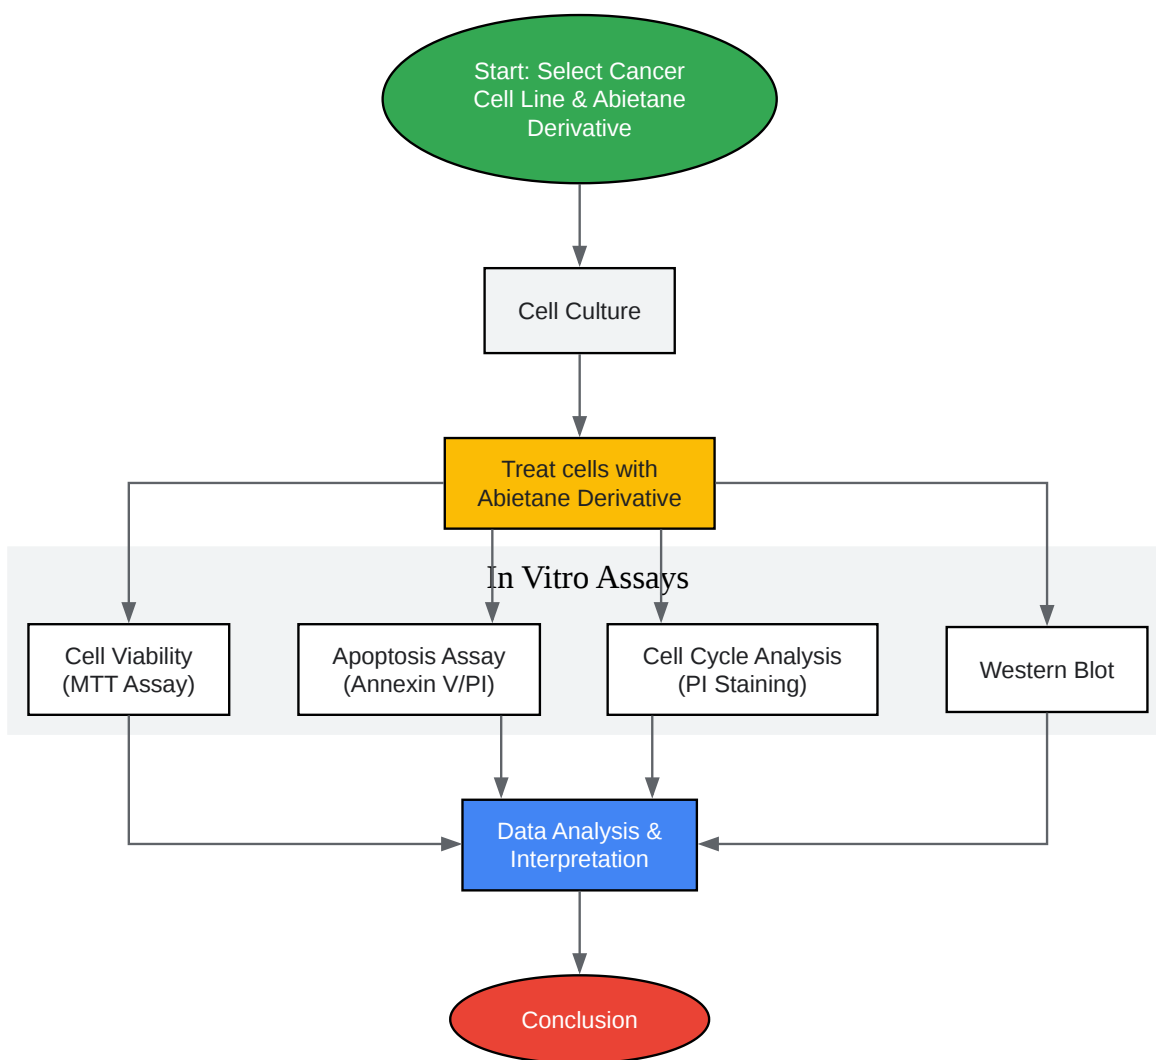 Start: Select Cancer
Cell Line & Abietane
Derivative
Cell Culture
Treat cells with
Abietane Derivative
In Vitro Assays
Cell Viability
(MTT Assay)
Apoptosis Assay
(Annexin V/PI)
Cell Cycle Analysis
(PI Staining)
Western Blot
Data Analysis &
Interpretation
Conclusion